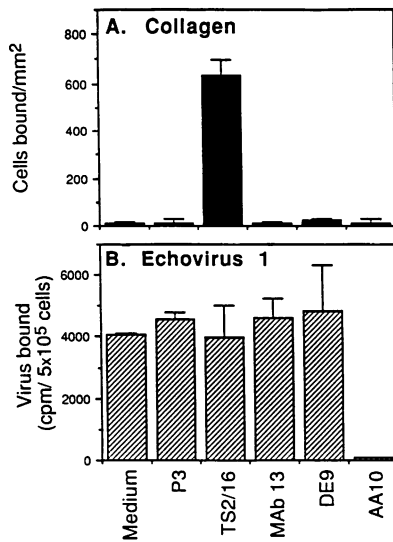 A. Collagen
Cells bound/mm²
800
600
400
200
0
B. Echovirus 1
Virus bound
(cpm/ 5x10⁵ cells)
6000
4000
2000
0
Medium
P3
TS2/16
MAb 13
DE9
AA10